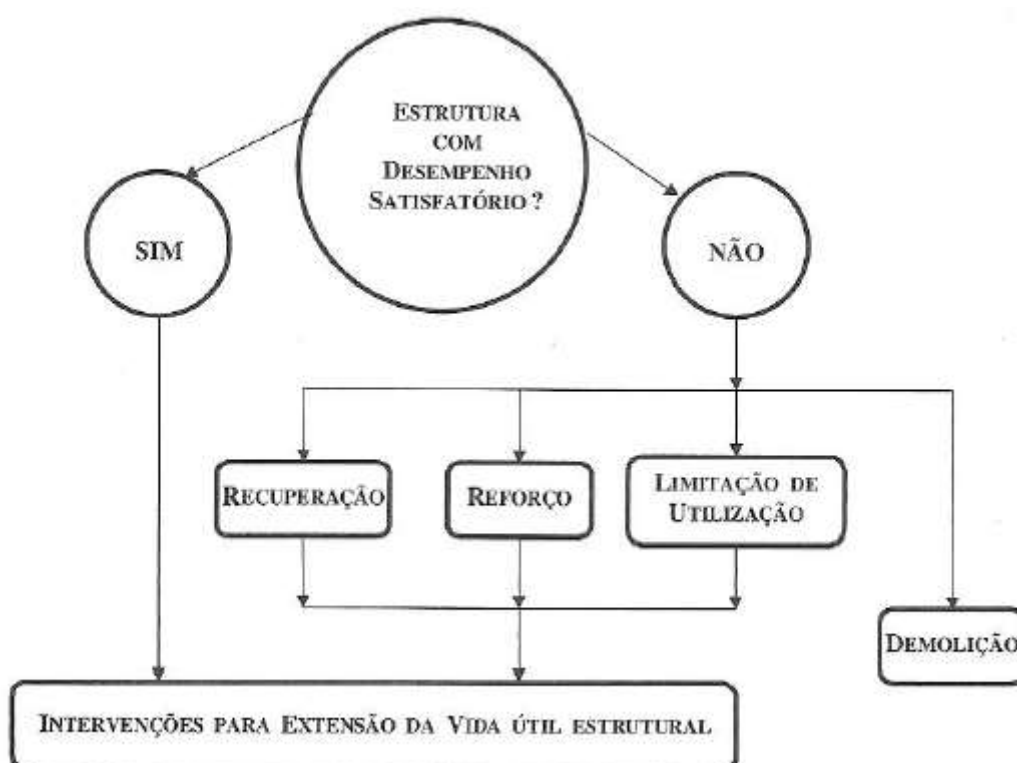 ESTRUTURA
COM
DESEMPENHO
SATISFATÓRIO ?
SIM
NÃO
RECUPERAÇÃO
REFORÇO
LIMITAÇÃO DE
UTILIZAÇÃO
DEMOLIÇÃO
INTERVENÇÕES PARA EXTENSÃO DA VIDA ÚTIL ESTRUTURAL